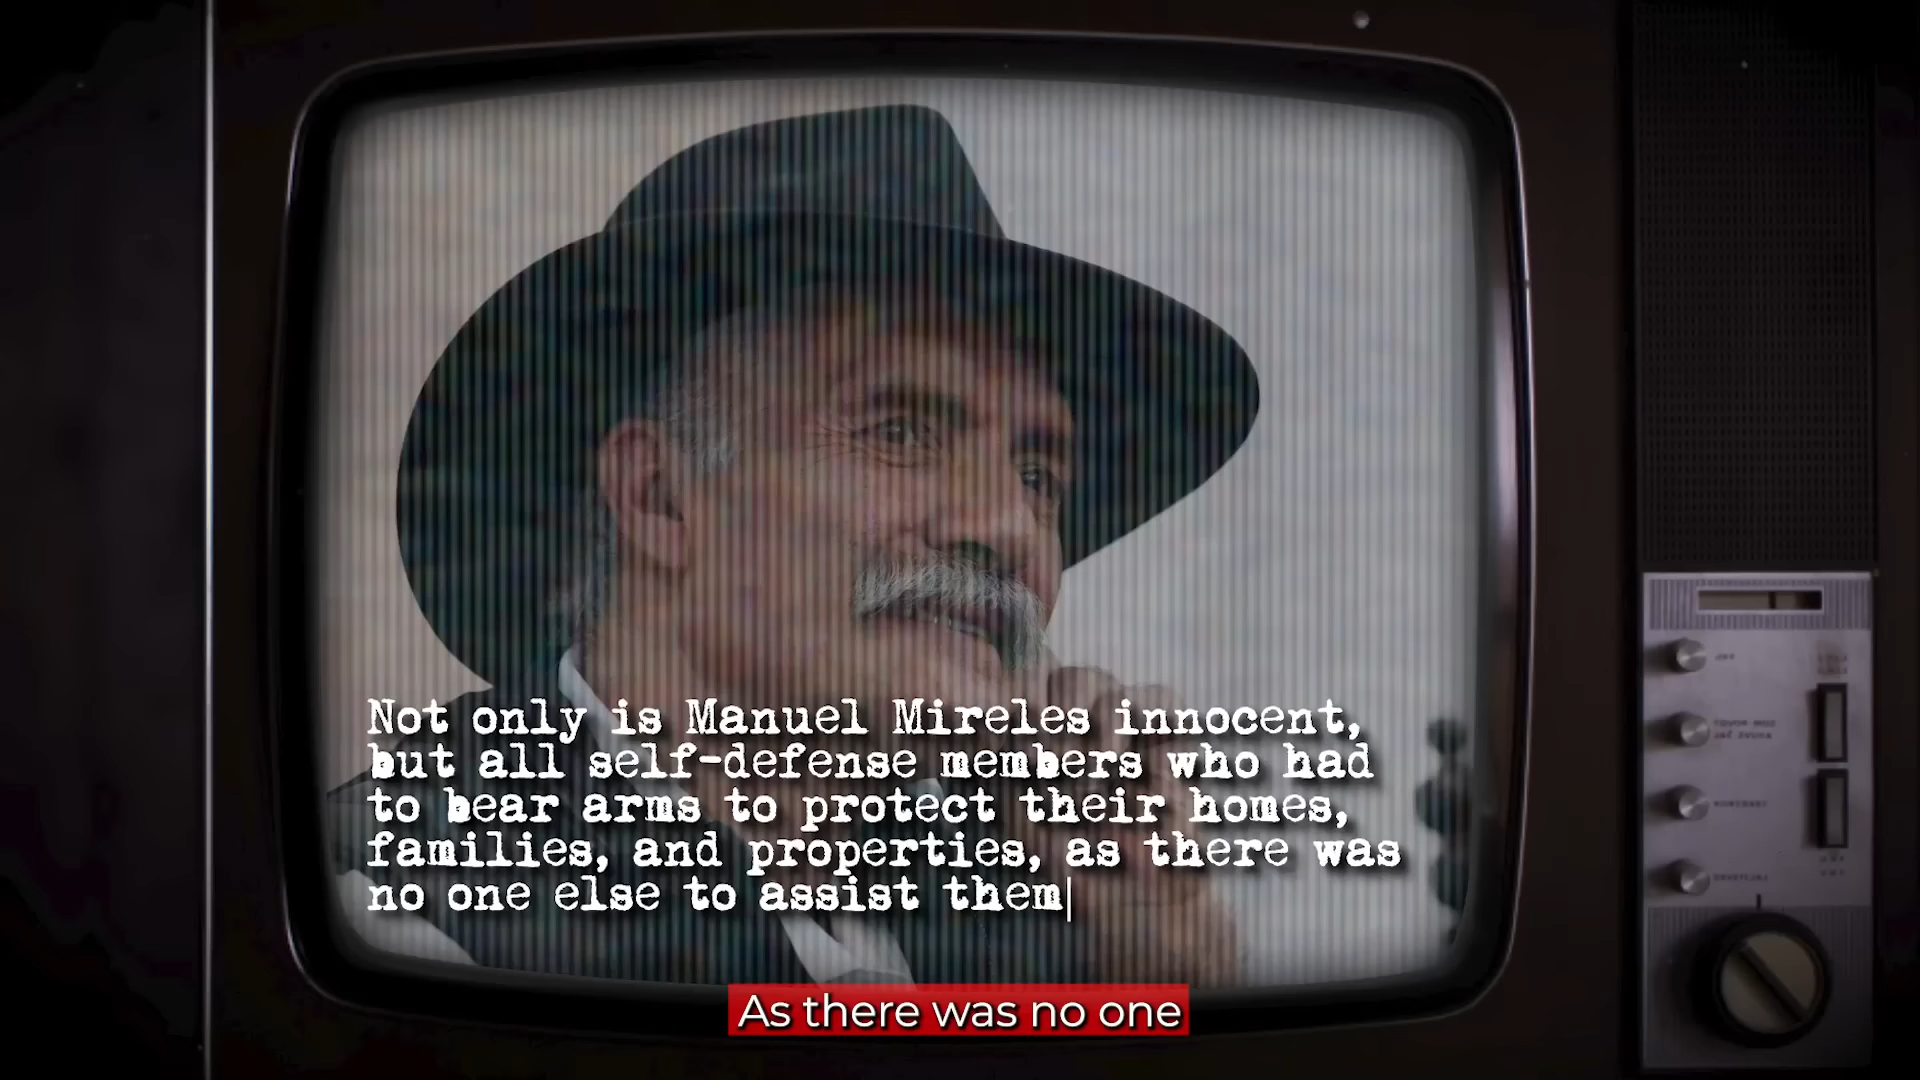 Not only is Manuel Mireles innocent,
but all self-defense members who had
to bear arms to protect their homes,
families, and properties, as there was
no one else to assist them
As there was no one